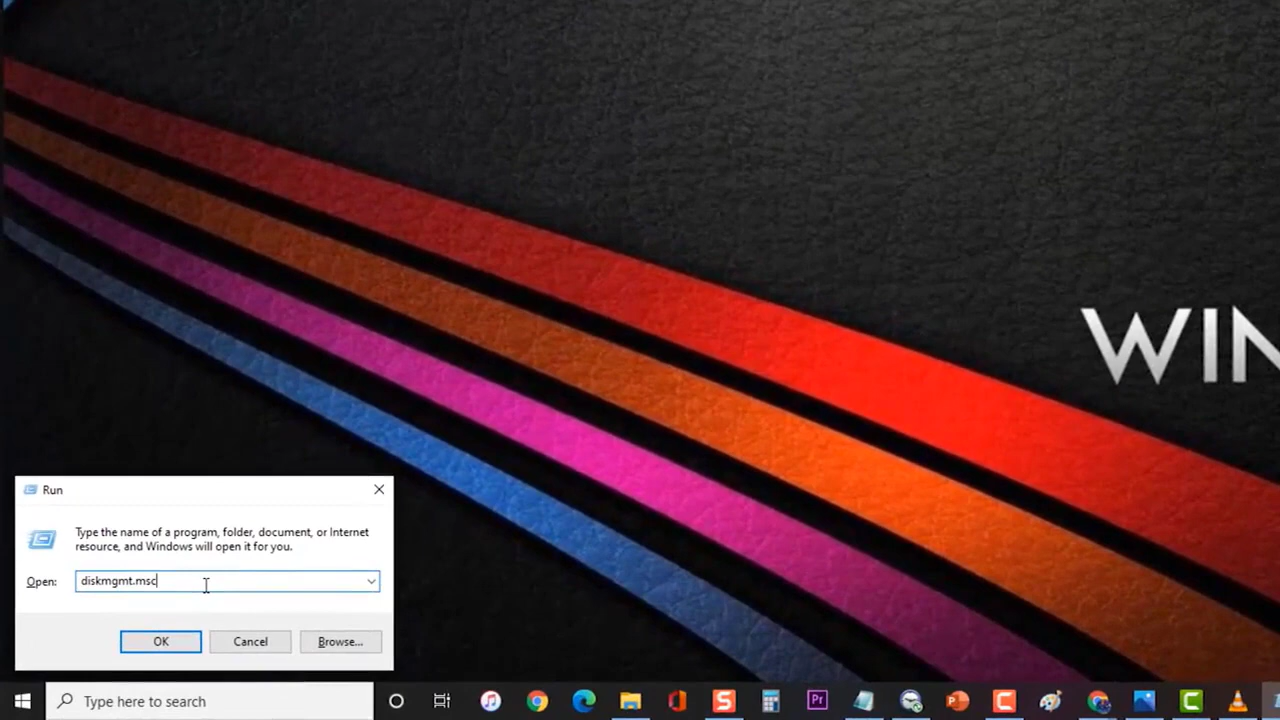 WIN
Run
Type the name of a program, folder, document, or Internet
resource, and Windows will open it for you.
Open:
diskmgmt.msc
OK
Cancel
Browse...
Type here to search
S
Pr
P
C
C